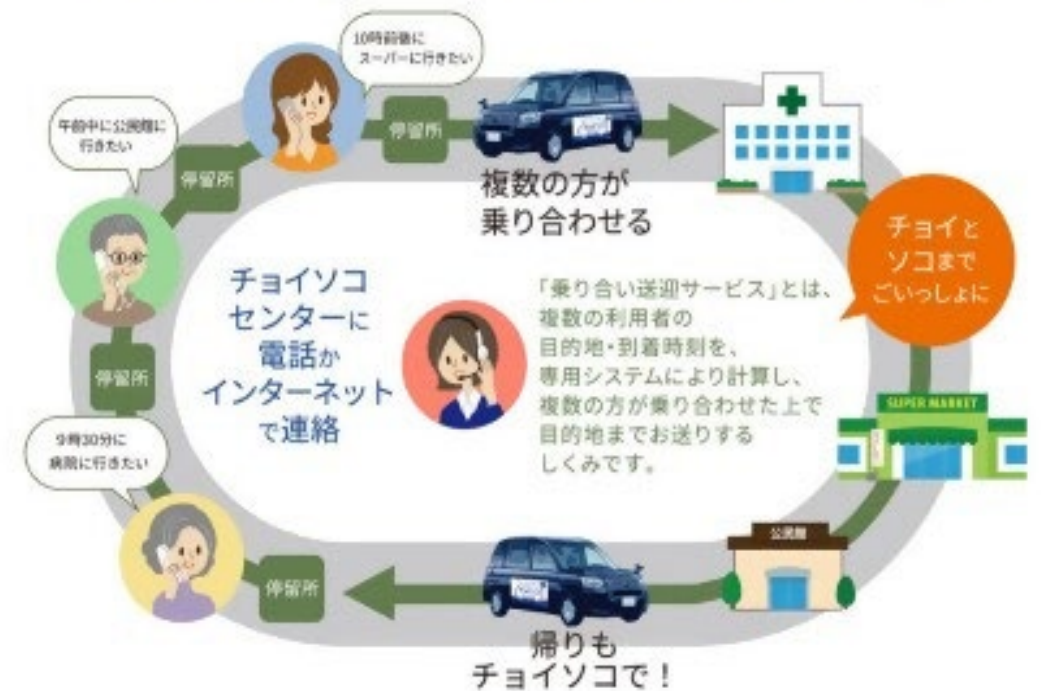 10時前後に
スーパーに行きたい
午前中に公民館に
行きたい
停留所
停留所
複数の方が
乗り合わせる
チョイと
ソコまで
ごいっしょに
チョイソコ
センターに
電話か
インターネット
で連絡
「乗り合い送迎サービス」とは、
複数の利用者の
目的地・到着時刻を、
専用システムにより計算し、
複数の方が乗り合わせた上で
目的地までお送りする
しくみです。
停留所
SUPER MARKET
9時30分に
病院に行きたい
公民館
停留所
帰りも
チョイソコで！